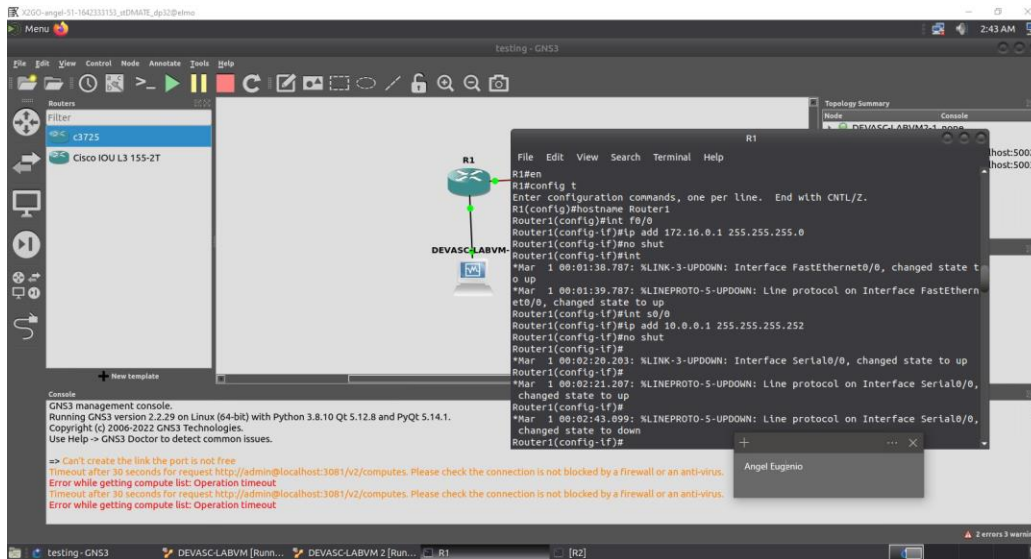 X2GO-angel-51-1642333153_stDMATE_dp32@elmo
Menu
2:43 AM
testing - GNS3
File Edit View Control Node Annotate Tools Help
Routers
Filter
c3725
Cisco IOU L3 155-2T
New template
R1
DEVASC-LABVM-
Topology Summary
Node Console
DEVASC-LABVM2-1 none
lhost:500
lhost:500
R1
File Edit View Search Terminal Help
R1#en
R1#config t
Enter configuration commands, one per line. End with CNTL/Z.
R1(config)#hostname Router1
Router1(config)#int f0/0
Router1(config-if)#ip add 172.16.0.1 255.255.255.0
Router1(config-if)#no shut
Router1(config-if)#int
*Mar 1 00:01:38.787: %LINK-3-UPDOWN: Interface FastEthernet0/0, changed state t
o up
*Mar 1 00:01:39.787: %LINEPROTO-5-UPDOWN: Line protocol on Interface FastEthern
et0/0, changed state to up
Router1(config-if)#int s0/0
Router1(config-if)#ip add 10.0.0.1 255.255.255.252
Router1(config-if)#no shut
Router1(config-if)#
*Mar 1 00:02:20.203: %LINK-3-UPDOWN: Interface Serial0/0, changed state to up
Router1(config-if)#
*Mar 1 00:02:21.207: %LINEPROTO-5-UPDOWN: Line protocol on Interface Serial0/0,
changed state to up
Router1(config-if)#
*Mar 1 00:02:43.099: %LINEPROTO-5-UPDOWN: Line protocol on Interface Serial0/0,
changed state to down
Router1(config-if)#
Angel Eugenio
Console
GNS3 management console.
Running GNS3 version 2.2.29 on Linux (64-bit) with Python 3.8.10 Qt 5.12.8 and PyQt 5.14.1.
Copyright (c) 2006-2022 GNS3 Technologies.
Use Help -> GNS3 Doctor to detect common issues.
=> Can't create the link the port is not free
Timeout after 30 seconds for request http://admin@localhost:3081/v2/computes. Please check the connection is not blocked by a firewall or an anti-virus.
Error while getting compute list: Operation timeout
Timeout after 30 seconds for request http://admin@localhost:3081/v2/computes. Please check the connection is not blocked by a firewall or an anti-virus.
Error while getting compute list: Operation timeout
2 errors 3 warnin
testing - GNS3
DEVASC-LABVM [Runn...
DEVASC-LABVM 2 [Run...
R1
[R2]